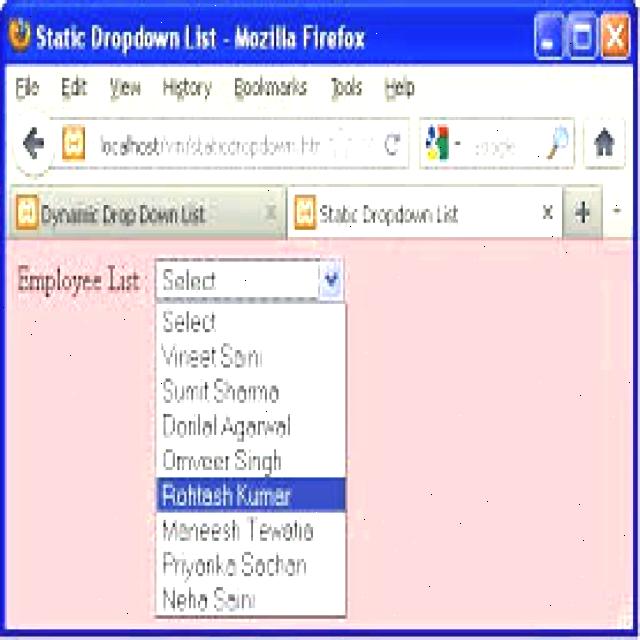 Static Dropdown List - Mozilla Firefox
File Edit View History Bookmarks Tools Help
localhost/vm/staticdropdown.htm Google
Dynamic Drop Down List x Static Dropdown List x +
Employee List : Select
Select
Vineet Saini
Sumit Sharma
Dorilal Agarwal
Omveer Singh
Rohtash Kumar
Maneesh Tewatia
Priyanka Sachan
Neha Saini